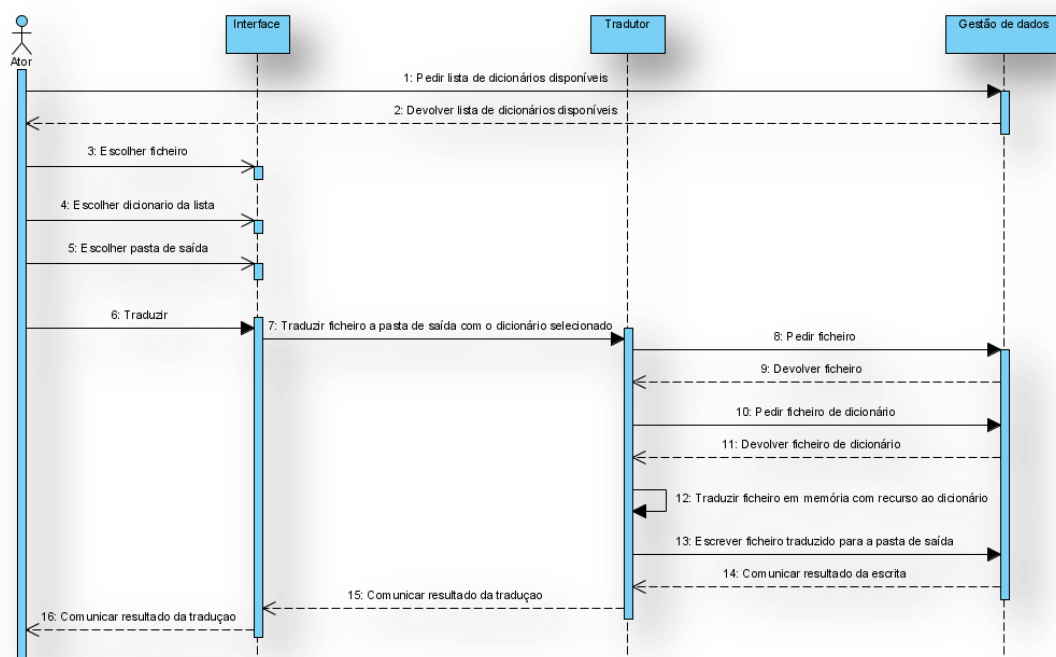 Interface
Tradutor
Gestão de dados
Ator
1: Pedir lista de dicionários disponíveis
2: Devolver lista de dicionários disponíveis
3: Escolher ficheiro
4: Escolher dicionario da lista
5: Escolher pasta de saída
6: Traduzir
7: Traduzir ficheiro a pasta de saída com o dicionário selecionado
8: Pedir ficheiro
9: Devolver ficheiro
10: Pedir ficheiro de dicionário
11: Devolver ficheiro de dicionário
12: Traduzir ficheiro em memória com recurso ao dicionário
13: Escrever ficheiro traduzido para a pasta de saída
14: Comunicar resultado da escrita
15: Comunicar resultado da traduçao
16: Comunicar resultado da traduçao